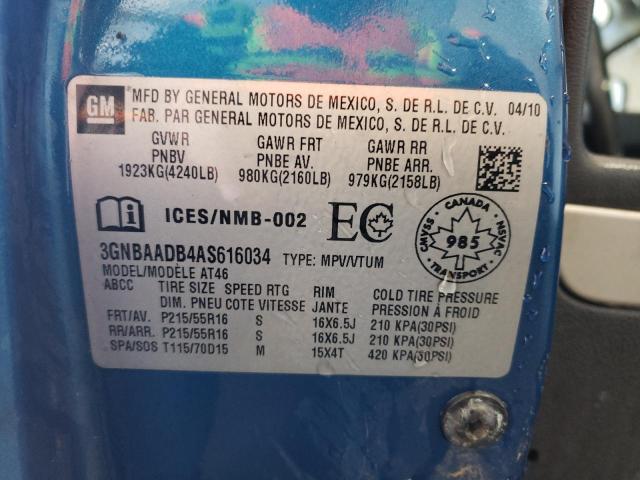 GM
MFD BY GENERAL MOTORS DE MEXICO, S. DE R.L. DE C.V. 04/10
FAB. PAR GENERAL MOTORS DE MEXICO, S. DE R.L. DE C.V.
GVWR GAWR FRT GAWR RR
PNBV PNBE AV. PNBE ARR.
1923KG(4240LB) 980KG(2160LB) 979KG(2158LB)
i ICES/NMB-002 EC
CANADA
CMVSS 985 NSVAC
TRANSPORT
3GNBAADB4AS616034 TYPE: MPV/VTUM
MODEL/MODÈLE AT46
ABCC TIRE SIZE SPEED RTG RIM COLD TIRE PRESSURE
DIM. PNEU COTE VITESSE JANTE PRESSION À FROID
FRT/AV. P215/55R16 S 16X6.5J 210 KPA(30PSI)
RR/ARR. P215/55R16 S 16X6.5J 210 KPA(30PSI)
SPA/SOS T115/70D15 M 15X4T 420 KPA(60PSI)